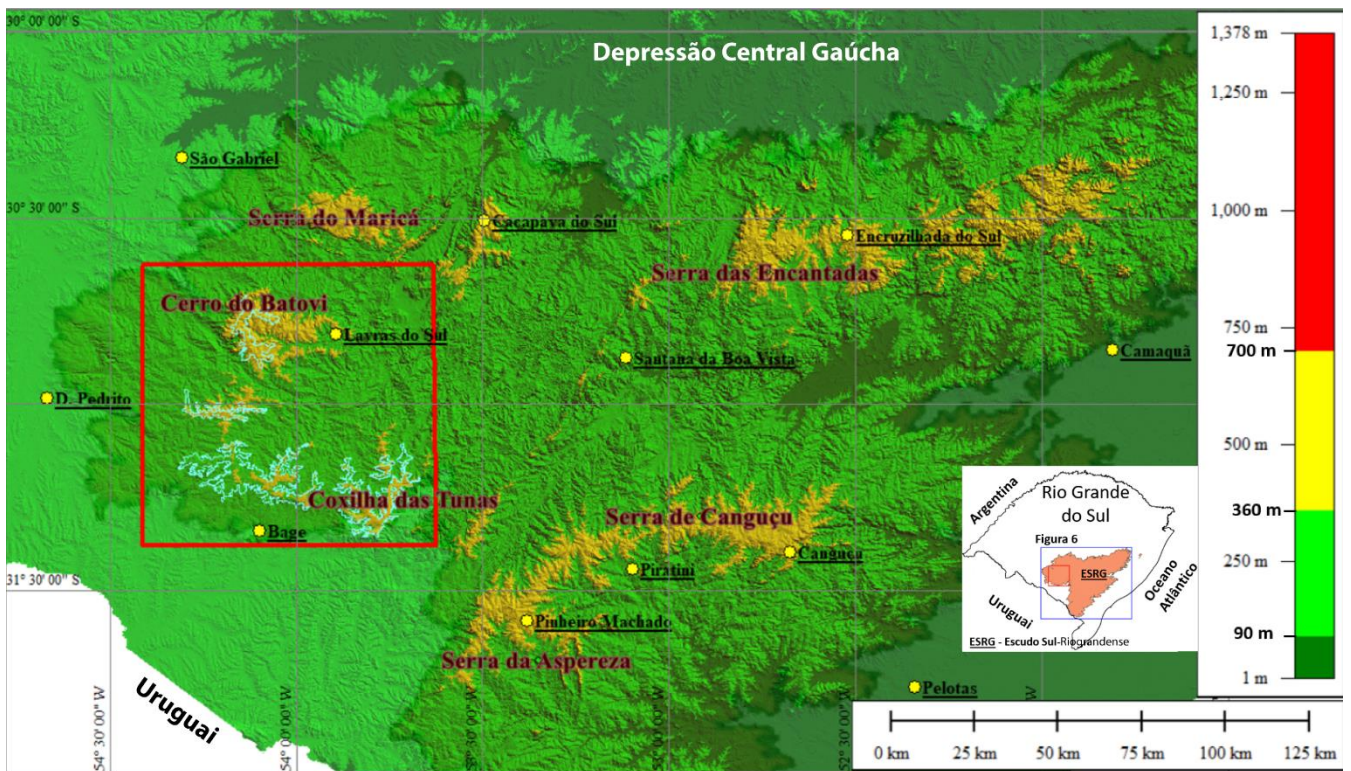 30° 00' 00" S
Depressão Central Gaúcha
São Gabriel
30° 30' 00" S
Serra do Maricá
Caçapava do Sul
Encruzilhada do Sul
Serra das Encantadas
Cerro do Batovi
Lavras do Sul
Santana da Boa Vista
Camaquã
D. Pedrito
Coxilha das Tunas
Serra de Canguçu
Bage
Canguçu
Piratini
31° 30' 00" S
Pinheiro Machado
Serra da Aspereza
Pelotas
Uruguai
54° 30' 00" W
54° 00' 00" W
52° 30' 00" W
1,378 m
1,250 m
1,000 m
750 m
700 m
500 m
360 m
250 m
90 m
1 m
Argentina
Rio Grande
do Sul
Figura 6
ESRG
Uruguai
Oceano
Atlântico
ESRG - Escudo Sul-Riograndense
0 km
25 km
50 km
75 km
100 km
125 km